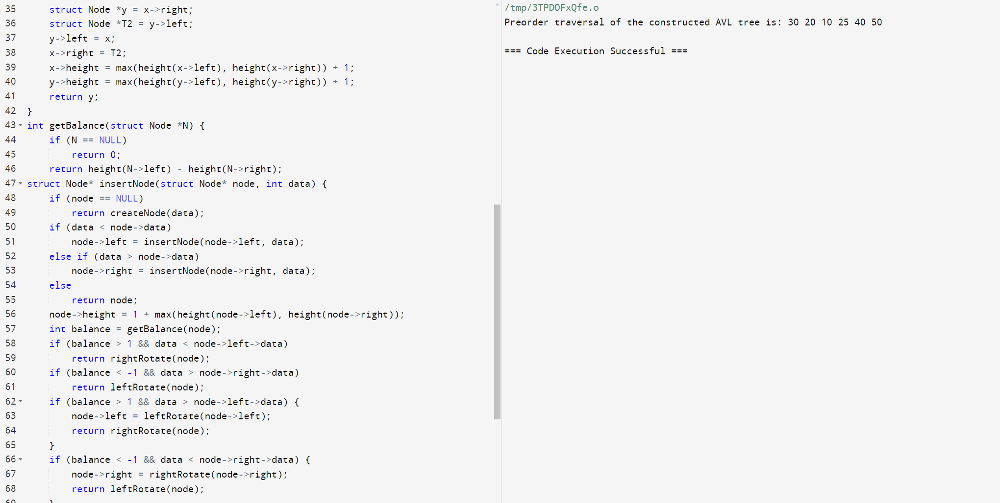 35 struct Node *y = x->right;
36 struct Node *T2 = y->left;
37 y->left = x;
38 x->right = T2;
39 x->height = max(height(x->left), height(x->right)) + 1;
40 y->height = max(height(y->left), height(y->right)) + 1;
41 return y;
42 }
43 int getBalance(struct Node *N) {
44 if (N == NULL)
45 return 0;
46 return height(N->left) - height(N->right);
47 struct Node* insertNode(struct Node* node, int data) {
48 if (node == NULL)
49 return createNode(data);
50 if (data < node->data)
51 node->left = insertNode(node->left, data);
52 else if (data > node->data)
53 node->right = insertNode(node->right, data);
54 else
55 return node;
56 node->height = 1 + max(height(node->left), height(node->right));
57 int balance = getBalance(node);
58 if (balance > 1 && data < node->left->data)
59 return rightRotate(node);
60 if (balance < -1 && data > node->right->data)
61 return leftRotate(node);
62 if (balance > 1 && data > node->left->data) {
63 node->left = leftRotate(node->left);
64 return rightRotate(node);
65 }
66 if (balance < -1 && data < node->right->data) {
67 node->right = rightRotate(node->right);
68 return leftRotate(node);
69 }
/tmp/3TPDOFxQfe.o
Preorder traversal of the constructed AVL tree is: 30 20 10 25 40 50
=== Code Execution Successful ===